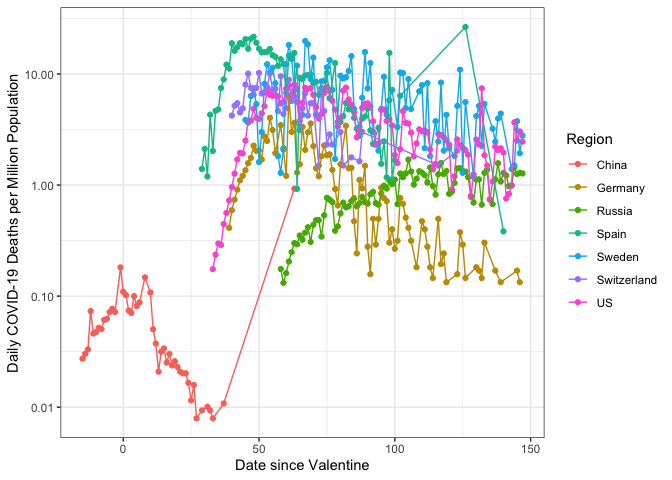 Daily COVID-19 Deaths per Million Population
10.00
1.00
0.10
0.01
0
50
100
150
Date since Valentine
Region
China
Germany
Russia
Spain
Sweden
Switzerland
US